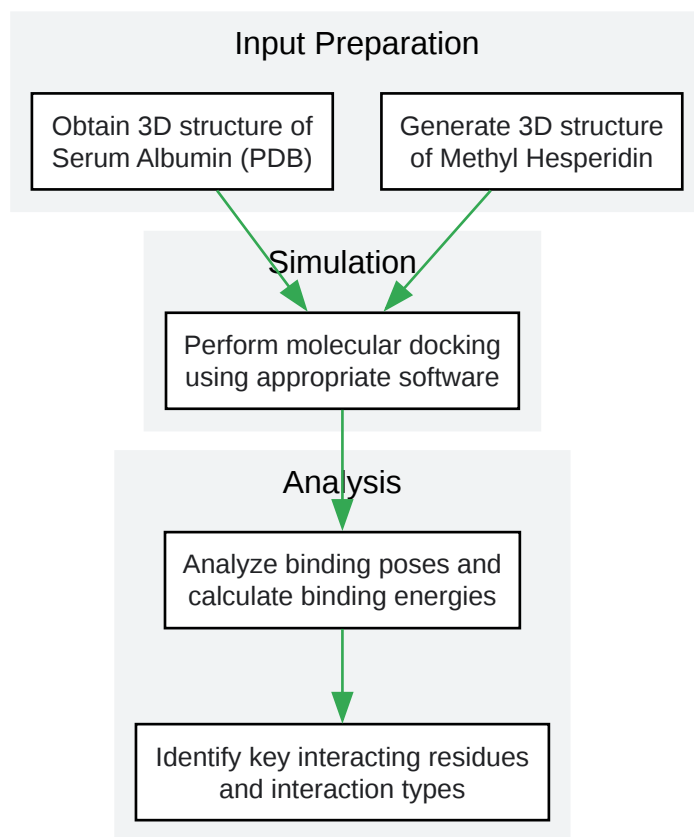 Input Preparation
Obtain 3D structure of
Serum Albumin (PDB)
Generate 3D structure
of Methyl Hesperidin
Simulation
Perform molecular docking
using appropriate software
Analysis
Analyze binding poses and
calculate binding energies
Identify key interacting residues
and interaction types